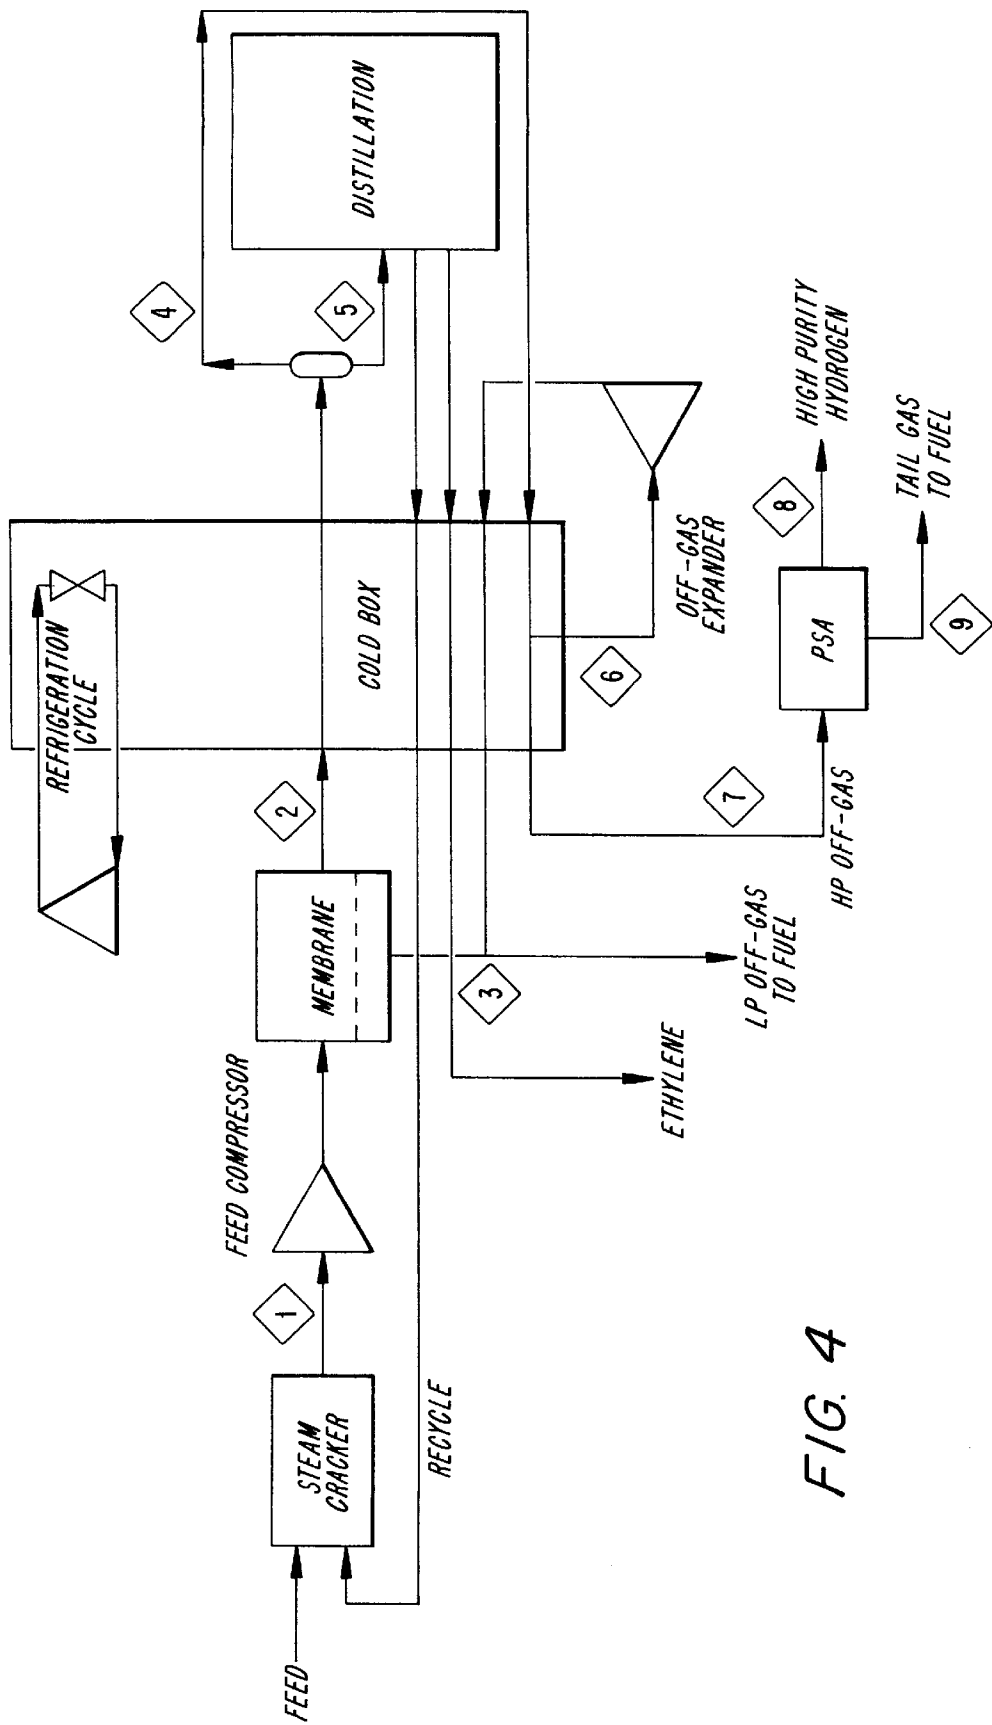 FEED
STEAM
CRACKER
RECYCLE
1
FEED COMPRESSOR
MEMBRANE
2
3
ETHYLENE
LP OFF-GAS
TO FUEL
REFRIGERATION
CYCLE
COLD BOX
4
5
DISTILLATION
6
OFF-GAS
EXPANDER
7
HP OFF-GAS
PSA
8
HIGH PURITY
HYDROGEN
9
TAIL GAS
TO FUEL
FIG. 4